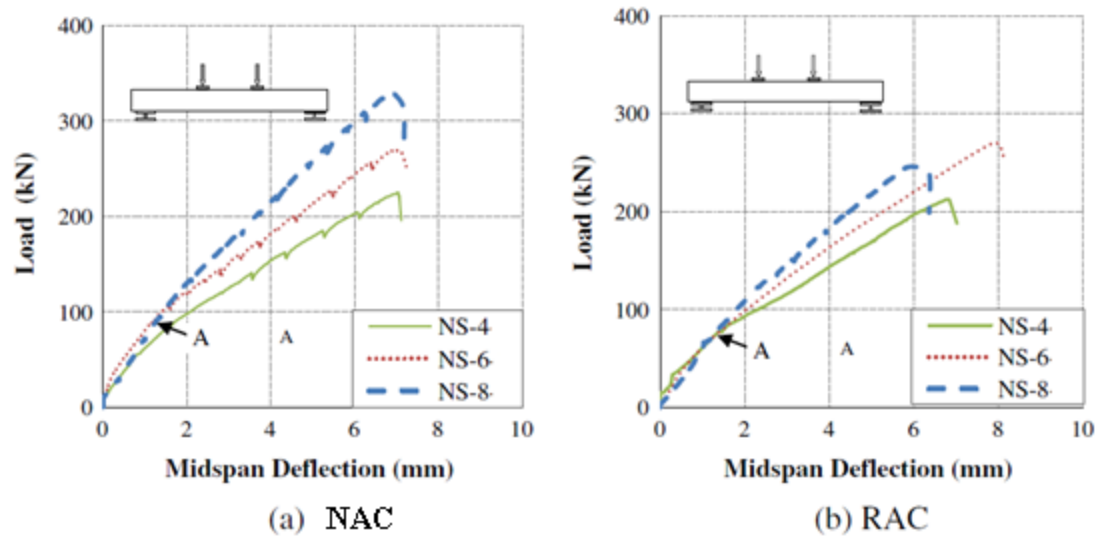 400
300
200
100
0
Load (kN)
A
A
NS-4
NS-6
NS-8
0 2 4 6 8 10
Midspan Deflection (mm)
(a) NAC
400
300
200
100
0
Load (kN)
A
A
NS-4
NS-6
NS-8
0 2 4 6 8 10
Midspan Deflection (mm)
(b) RAC